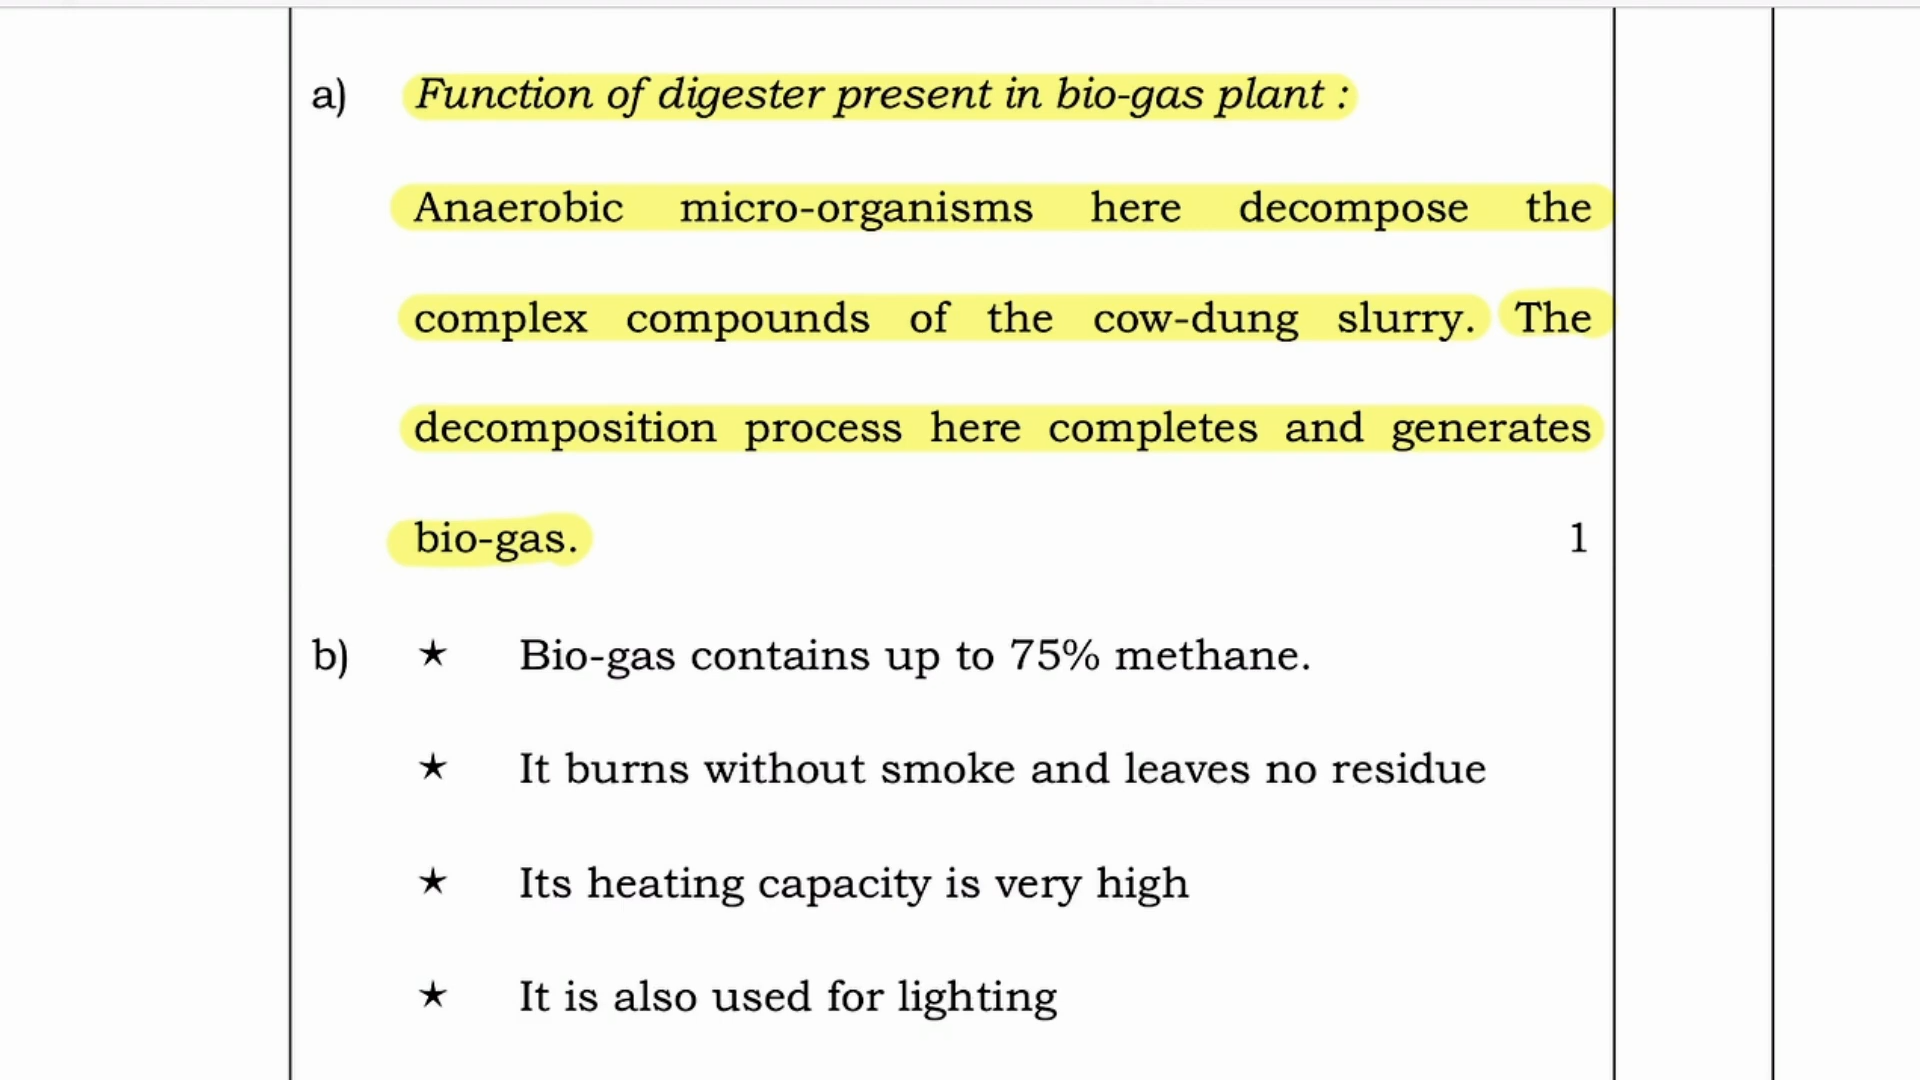 a) Function of digester present in bio-gas plant :
Anaerobic micro-organisms here decompose the
complex compounds of the cow-dung slurry. The
decomposition process here completes and generates
bio-gas. 1
b) ★ Bio-gas contains up to 75% methane.
★ It burns without smoke and leaves no residue
★ Its heating capacity is very high
★ It is also used for lighting